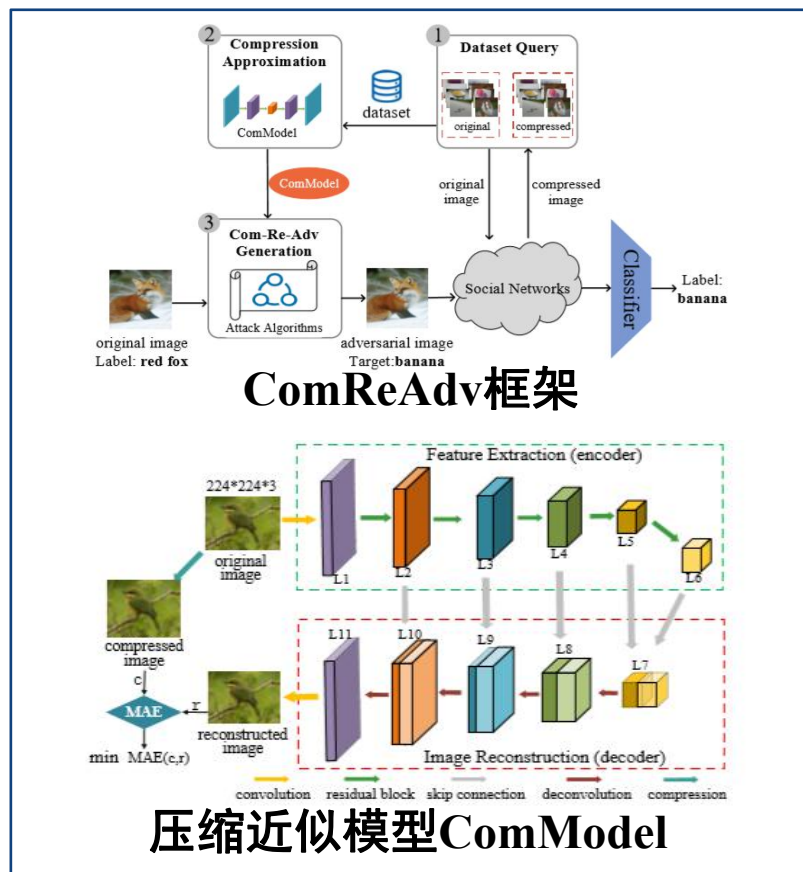 2
Compression
Approximation
ComModel
dataset
1
Dataset Query
original
compressed
ComModel
original
image
compressed
image
3
Com-Re-Adv
Generation
Attack Algorithms
Social Networks
Classifier
Label:
banana
original image
Label: red fox
adversarial image
Target:banana
ComReAdv框架
Feature Extraction (encoder)
224*224*3
original
image
L1
L2
L3
L4
L5
L6
compressed
image
c
MAE
r
min MAE(c,r)
reconstructed
image
L11
L10
L9
L8
L7
Image Reconstruction (decoder)
convolution
residual block
skip connection
deconvolution
compression
压缩近似模型ComModel